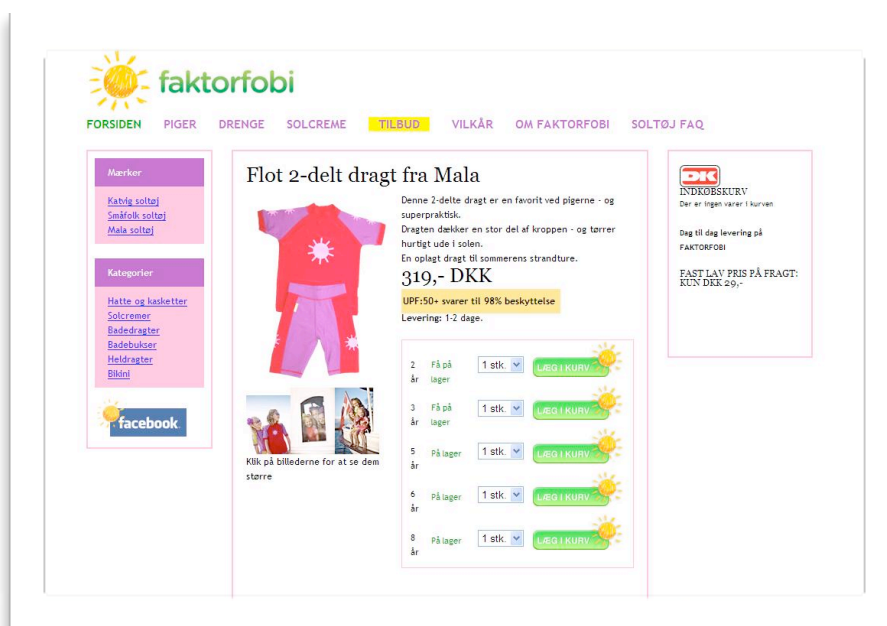 faktorfobi
FORSIDEN PIGER DRENGE SOLCREME TILBUD VILKÅR OM FAKTORFOBI SOLTØJ FAQ
Mærker
Katvig soltøj
Småfolk soltøj
Mala soltøj
Kategorier
Hatte og kasketter
Solcremer
Badedragter
Badebukser
Heldragter
Bikini
facebook
Flot 2-delt dragt fra Mala
Denne 2-delte dragt er en favorit ved pigerne - og
superpraktisk.
Dragten dækker en stor del af kroppen - og tørrer
hurtigt ude i solen.
En oplagt dragt til sommerens strandture.
319,- DKK
UPF:50+ svarer til 98% beskyttelse
Levering: 1-2 dage.
2 år Få på lager 1 stk. LÆG I KURV
3 år Få på lager 1 stk. LÆG I KURV
5 år På lager 1 stk. LÆG I KURV
6 år På lager 1 stk. LÆG I KURV
8 år På lager 1 stk. LÆG I KURV
Klik på billederne for at se dem
større
DK
INDKØBSKURV
Der er ingen varer i kurven
Dag til dag levering på
FAKTORFOBI
FAST LAV PRIS PÅ FRAGT:
KUN DKK 29,-